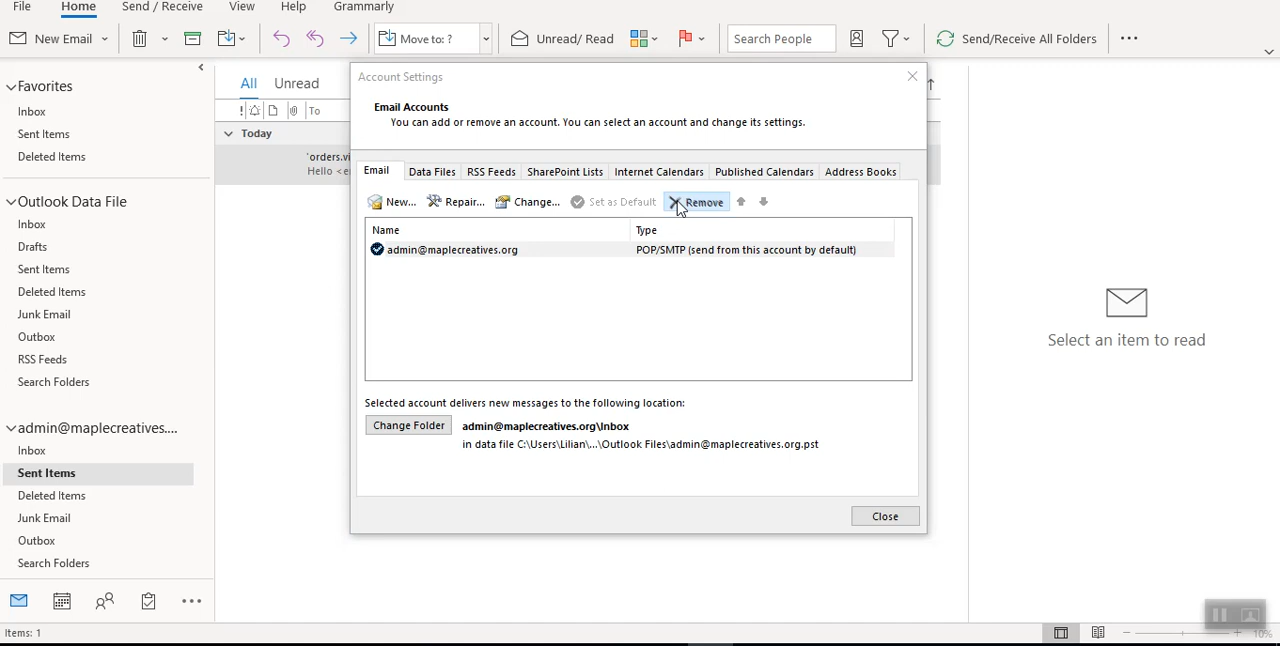 File Home Send / Receive View Help Grammarly
New Email Move to: ? Unread/ Read Search People Send/Receive All Folders
Favorites
Inbox
Sent Items
Deleted Items
Outlook Data File
Inbox
Drafts
Sent Items
Deleted Items
Junk Email
Outbox
RSS Feeds
Search Folders
admin@maplecreatives....
Inbox
Sent Items
Deleted Items
Junk Email
Outbox
Search Folders
All Unread
To
Today
'orders.vi
Hello <e
Account Settings
Email Accounts
You can add or remove an account. You can select an account and change its settings.
Email Data Files RSS Feeds SharePoint Lists Internet Calendars Published Calendars Address Books
New... Repair... Change... Set as Default Remove
Name Type
admin@maplecreatives.org POP/SMTP (send from this account by default)
Selected account delivers new messages to the following location:
Change Folder admin@maplecreatives.org\Inbox
in data file C:\Users\Lilian\...\Outlook Files\admin@maplecreatives.org.pst
Close
Select an item to read
Items: 1
10%